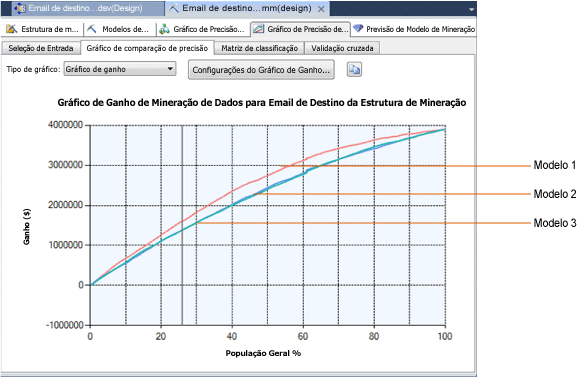 Email de destino...dsv(Design)
Email de destino...mm(design)
Estrutura de m...
Modelos de...
Gráfico de Precisão...
Gráfico de Precisão de...
Previsão de Modelo de Mineração
Seleção de Entrada
Gráfico de comparação de precisão
Matriz de classificação
Validação cruzada
Tipo de gráfico:
Gráfico de ganho
Configurações do Gráfico de Ganho...
Gráfico de Ganho de Mineração de Dados para Email de Destino da Estrutura de Mineração
4000000
3000000
2000000
1000000
0
-1000000
Ganho ($)
0 20 40 60 80 100
População Geral %
Modelo 1
Modelo 2
Modelo 3